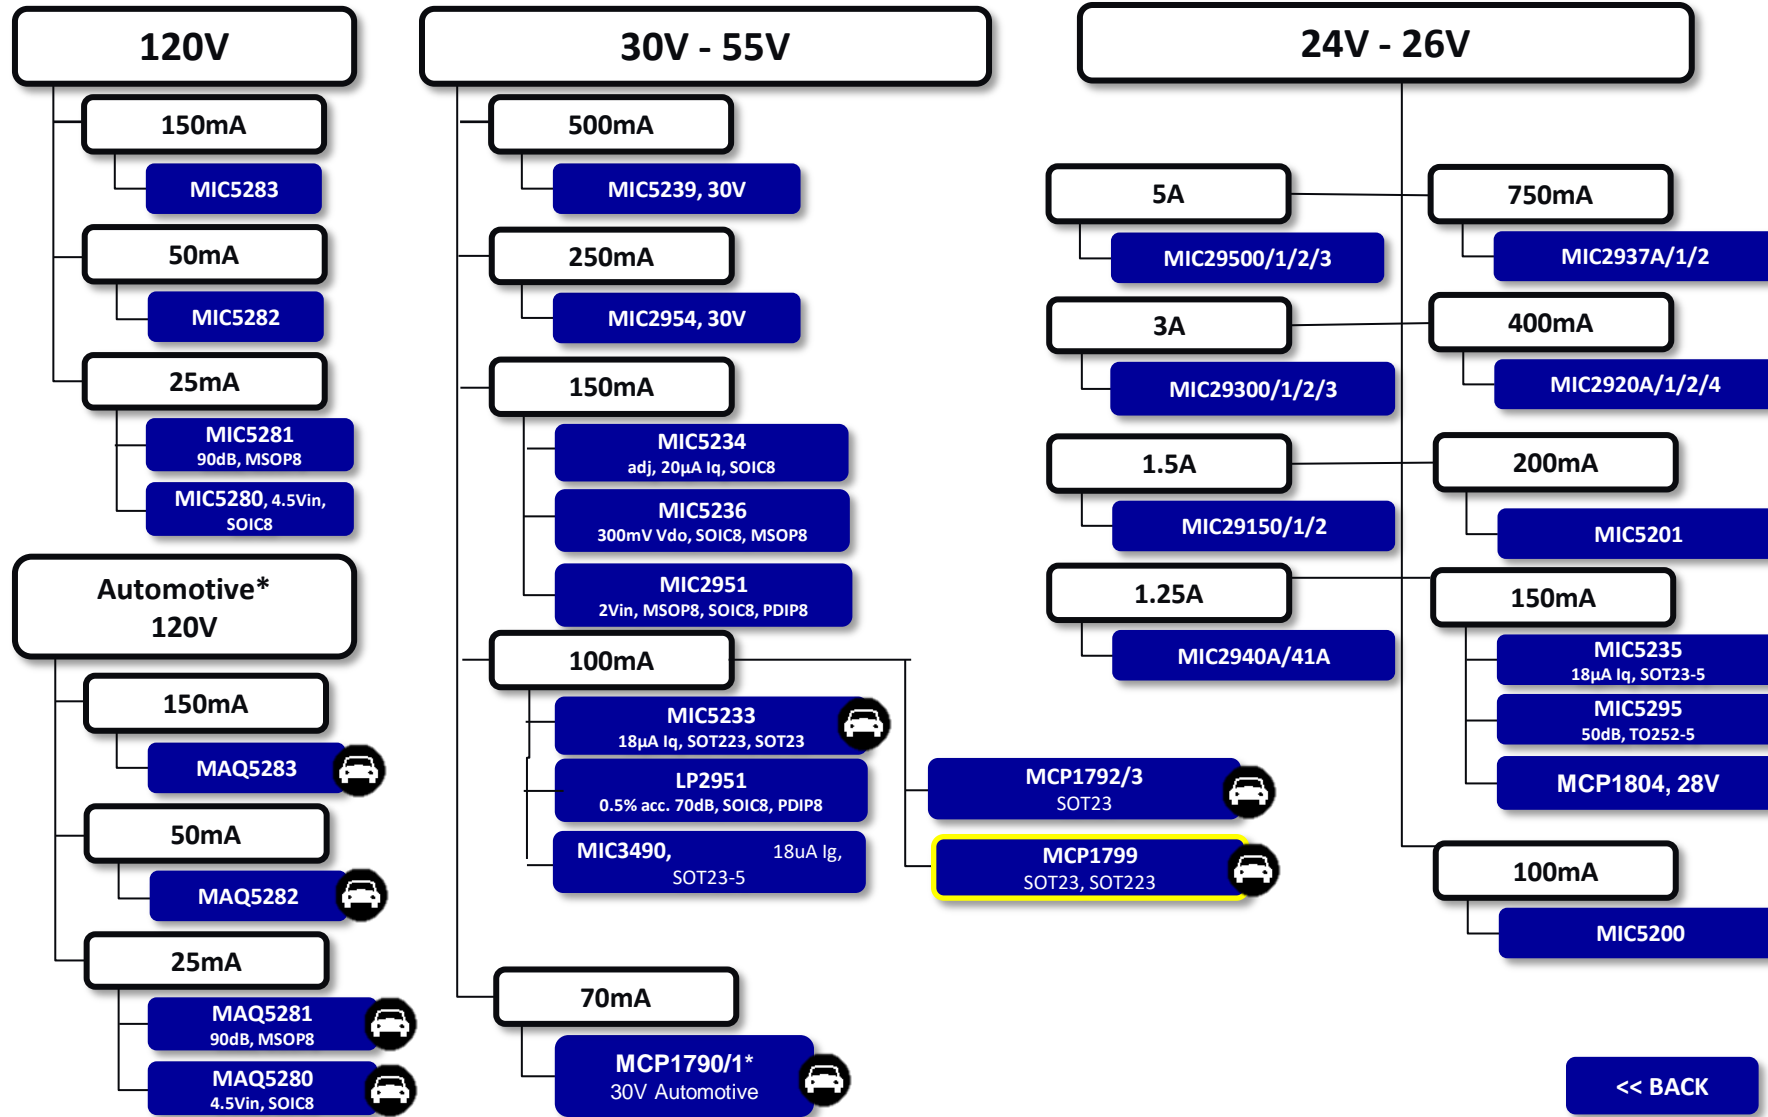 120V
150mA
MIC5283
50mA
MIC5282
25mA
MIC5281
90dB, MSOP8
MIC5280, 4.5Vin,
SOIC8
Automotive*
120V
150mA
MAQ5283
50mA
MAQ5282
25mA
MAQ5281
90dB, MSOP8
MAQ5280
4.5Vin, SOIC8
30V - 55V
500mA
MIC5239, 30V
250mA
MIC2954, 30V
150mA
MIC5234
adj, 20µA Iq, SOIC8
MIC5236
300mV Vdo, SOIC8, MSOP8
MIC2951
2Vin, MSOP8, SOIC8, PDIP8
100mA
MIC5233
18µA Iq, SOT223, SOT23
LP2951
0.5% acc. 70dB, SOIC8, PDIP8
MIC3490, 18uA Ig,
SOT23-5
MCP1792/3
SOT23
MCP1799
SOT23, SOT223
70mA
MCP1790/1*
30V Automotive
24V - 26V
5A
MIC29500/1/2/3
3A
MIC29300/1/2/3
1.5A
MIC29150/1/2
1.25A
MIC2940A/41A
750mA
MIC2937A/1/2
400mA
MIC2920A/1/2/4
200mA
MIC5201
150mA
MIC5235
18µA Iq, SOT23-5
MIC5295
50dB, TO252-5
MCP1804, 28V
100mA
MIC5200
<< BACK